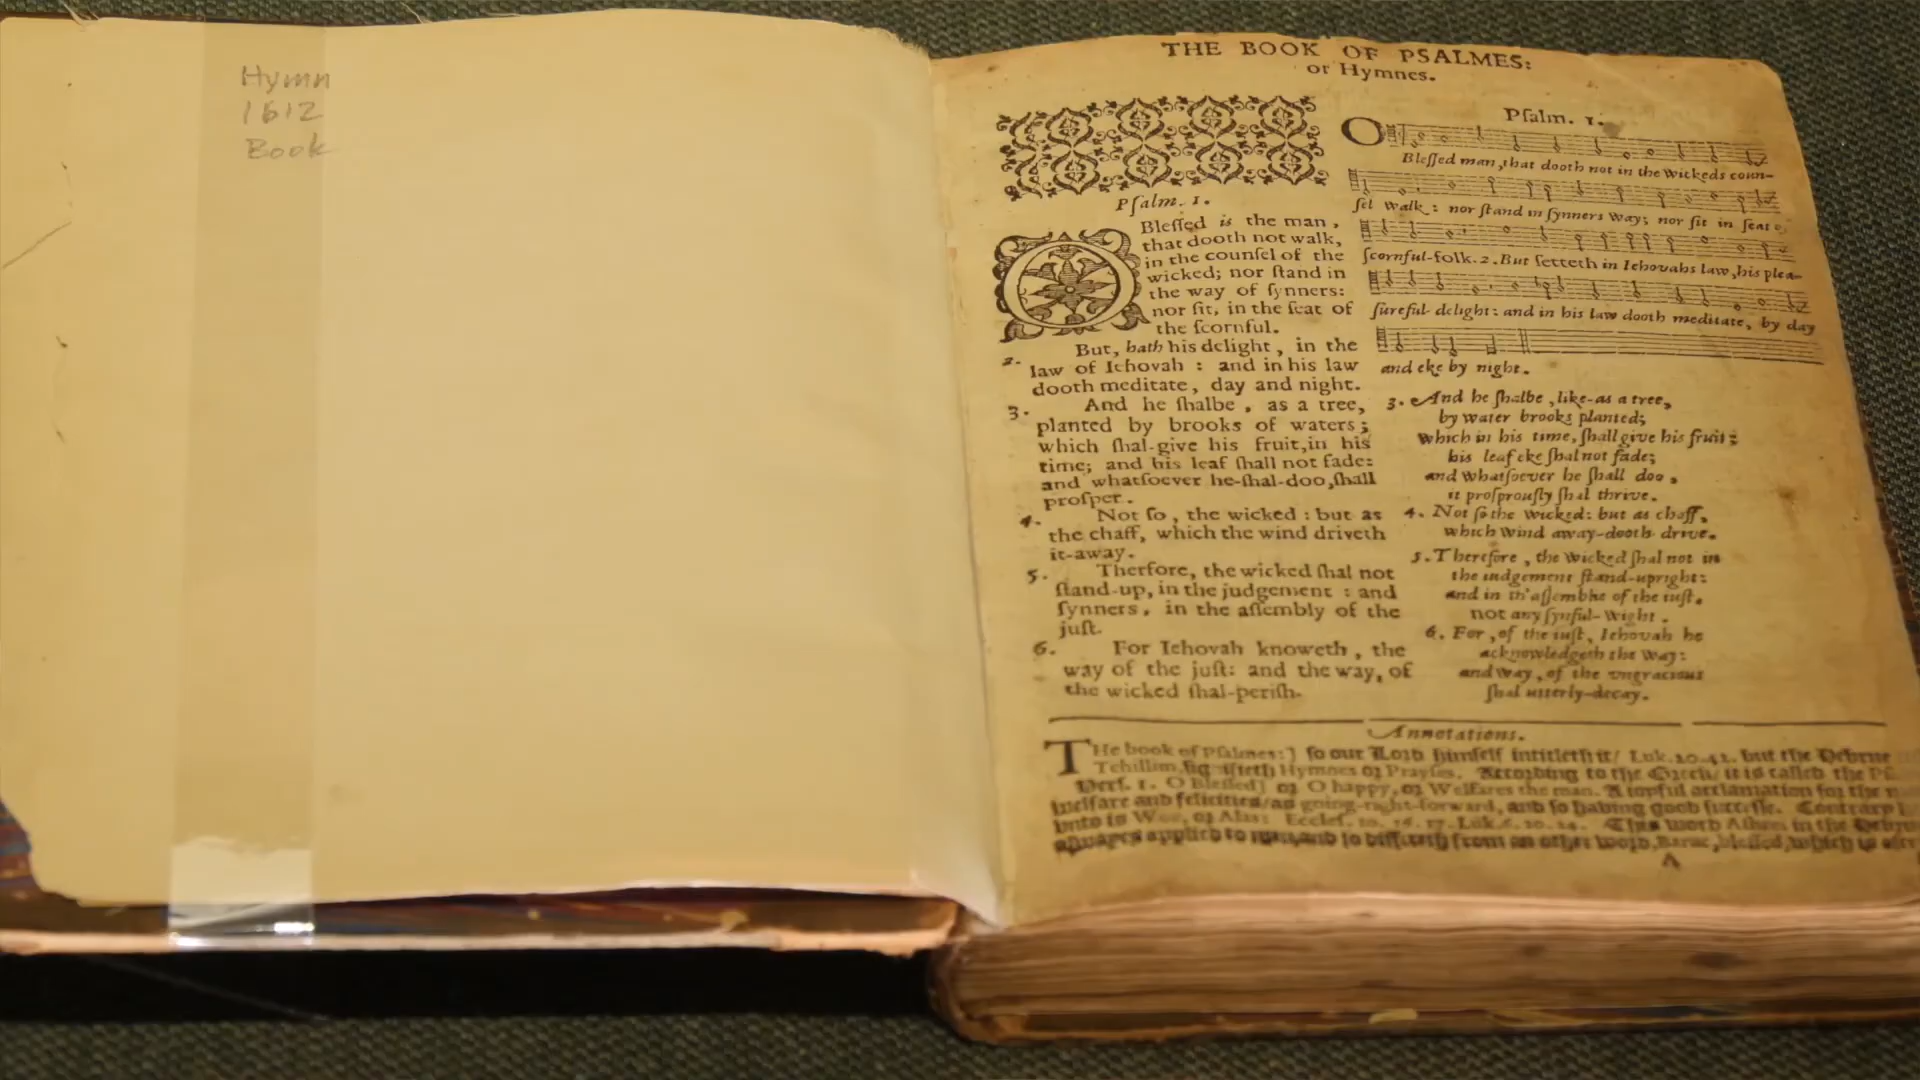 Hymn
1612
Book
THE BOOK OF PSALMES:
or Hymnes.
Pſalm. 1.
Bleſſed is the man,
that dooth not walk,
in the counſel of the
wicked; nor ſtand in
the way of ſynners:
nor ſit, in the ſeat of
the ſcornful.
2. But, hath his delight, in the
law of Iehovah : and in his law
dooth meditate, day and night.
3. And he ſhalbe, as a tree,
planted by brooks of waters;
which ſhal-give his fruit, in his
time; and his leaf ſhall not fade:
and whatſoever he-ſhal-doo, ſhall
proſper.
4. Not ſo, the wicked : but as
the chaff, which the wind driveth
it-away.
5. Therfore, the wicked ſhal not
ſtand-up, in the judgement : and
ſynners, in the aſſembly of the
juſt.
6. For Iehovah knoweth, the
way of the juſt: and the way, of
the wicked ſhal-periſh.
Pſalm. 1.
O
Bleſſed man, that dooth not in the wickeds coun-
ſel walk : nor ſtand in ſynners way; nor ſit in ſeat
ſcornful-folk. 2. But ſetteth in Iehovahs law, his plea-
ſureful- delight: and in his law dooth meditate, by day
and eke by night.
3. And he ſhalbe, like-as a tree,
by water brooks planted;
which in his time, ſhall give his fruit;
his leaf eke ſhal not fade;
and whatſoever he ſhall doo,
it proſprouſly ſhal thrive.
4. Not ſo the wicked: but as chaff,
which wind away-dooth-drive.
5. Therefore, the wicked ſhal not in
the iudgement ſtand-upright:
and in th'aſſemblie of the iuſt,
not any ſynful- wight.
6. For, of the iuſt, Iehovah he
acknowledgeth the way:
and way, of the vngracious
ſhal utterly-decay.
Annotations.
THe book of Pſalmes:] ſo our Lord himſelf intitleth it/ Luk. 20.42. but the Hebrue
Tehillim, ſignifieth Hymnes or Prayſes. According to the Greek/ it is called the
Verſ. 1. O Bleſſed] or O happy, or Welfares the man. A joyful acclamation for the
welfare and felicitie/ as going-right-forward, and ſo having good ſucceſſe. Contrary
vnto is Woe, or Alas: Eccleſ. 10. Luk. 6. This word in the Hebrue
alwayes applied to and ſo differeth from an other word, Barac, bleſſed, which is
A